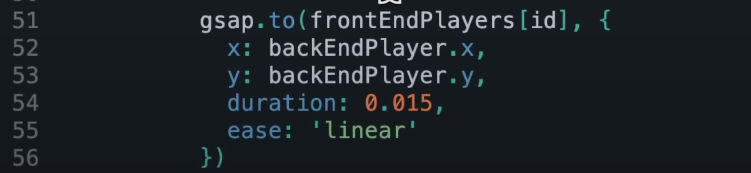 51 gsap.to(frontEndPlayers[id], {
52 x: backEndPlayer.x,
53 y: backEndPlayer.y,
54 duration: 0.015,
55 ease: 'linear'
56 })